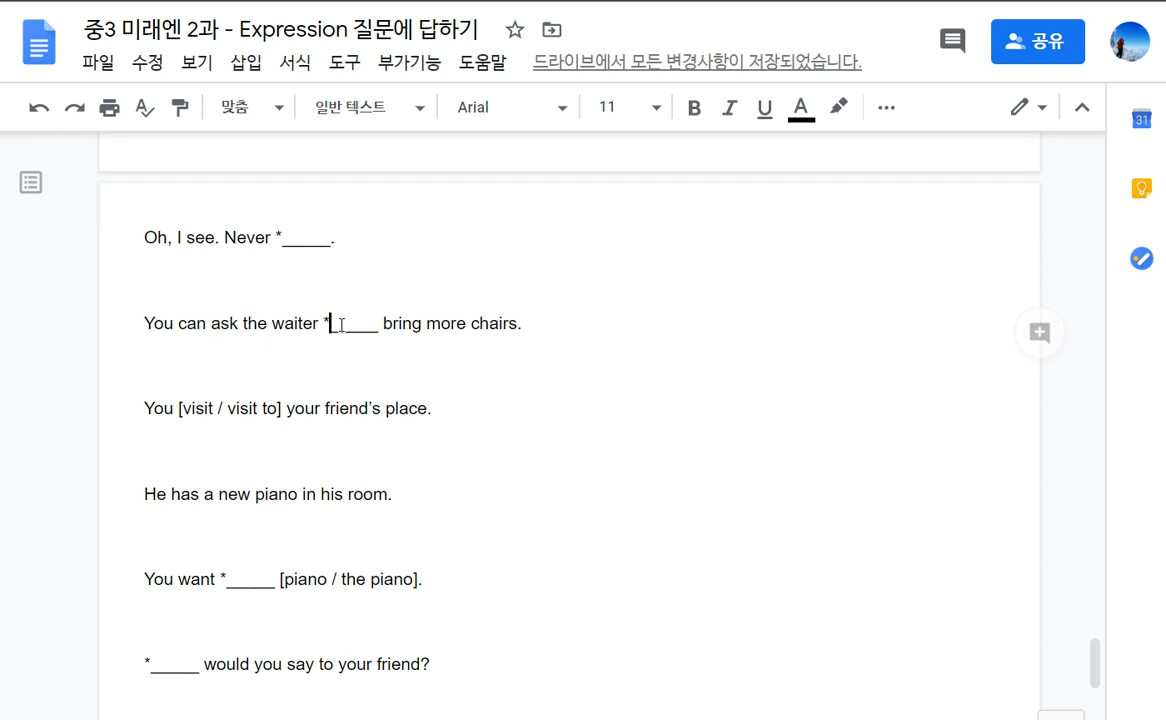 중3 미래엔 2과 - Expression 질문에 답하기
파일 수정 보기 삽입 서식 도구 부가기능 도움말 드라이브에서 모든 변경사항이 저장되었습니다.
공유
맞춤 일반 텍스트 Arial 11 B I U A
31
Oh, I see. Never *_____.
You can ask the waiter *_____ bring more chairs.
You [visit / visit to] your friend’s place.
He has a new piano in his room.
You want *_____ [piano / the piano].
*_____ would you say to your friend?